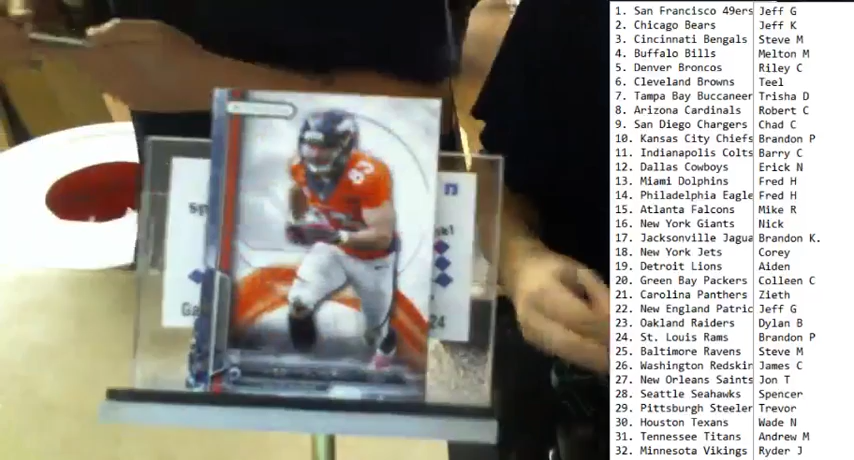 1. San Francisco 49ers Jeff G
2. Chicago Bears Jeff K
3. Cincinnati Bengals Steve M
4. Buffalo Bills Melton M
5. Denver Broncos Riley C
6. Cleveland Browns Teel
7. Tampa Bay Buccaneer Trisha D
8. Arizona Cardinals Robert C
9. San Diego Chargers Chad C
10. Kansas City Chiefs Brandon P
11. Indianapolis Colts Barry C
12. Dallas Cowboys Erick N
13. Miami Dolphins Fred H
14. Philadelphia Eagle Fred H
15. Atlanta Falcons Mike R
16. New York Giants Nick
17. Jacksonville Jagua Brandon K.
18. New York Jets Corey
19. Detroit Lions Aiden
20. Green Bay Packers Colleen C
21. Carolina Panthers Zieth
22. New England Patric Jeff G
23. Oakland Raiders Dylan B
24. St. Louis Rams Brandon P
25. Baltimore Ravens Steve M
26. Washington Redskin James C
27. New Orleans Saints Jon T
28. Seattle Seahawks Spencer
29. Pittsburgh Steeler Trevor
30. Houston Texans Wade N
31. Tennessee Titans Andrew M
32. Minnesota Vikings Ryder J
83
sp
n
Ga
24